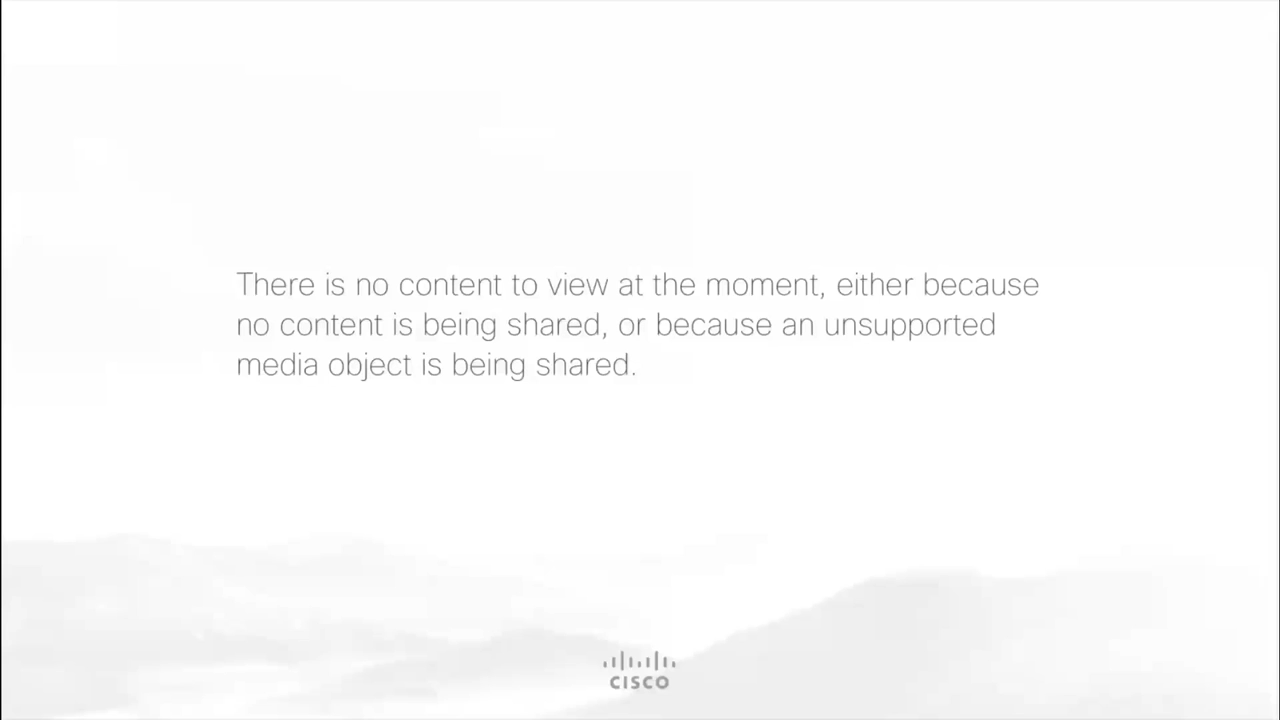 There is no content to view at the moment, either because
no content is being shared, or because an unsupported
media object is being shared.
CISCO